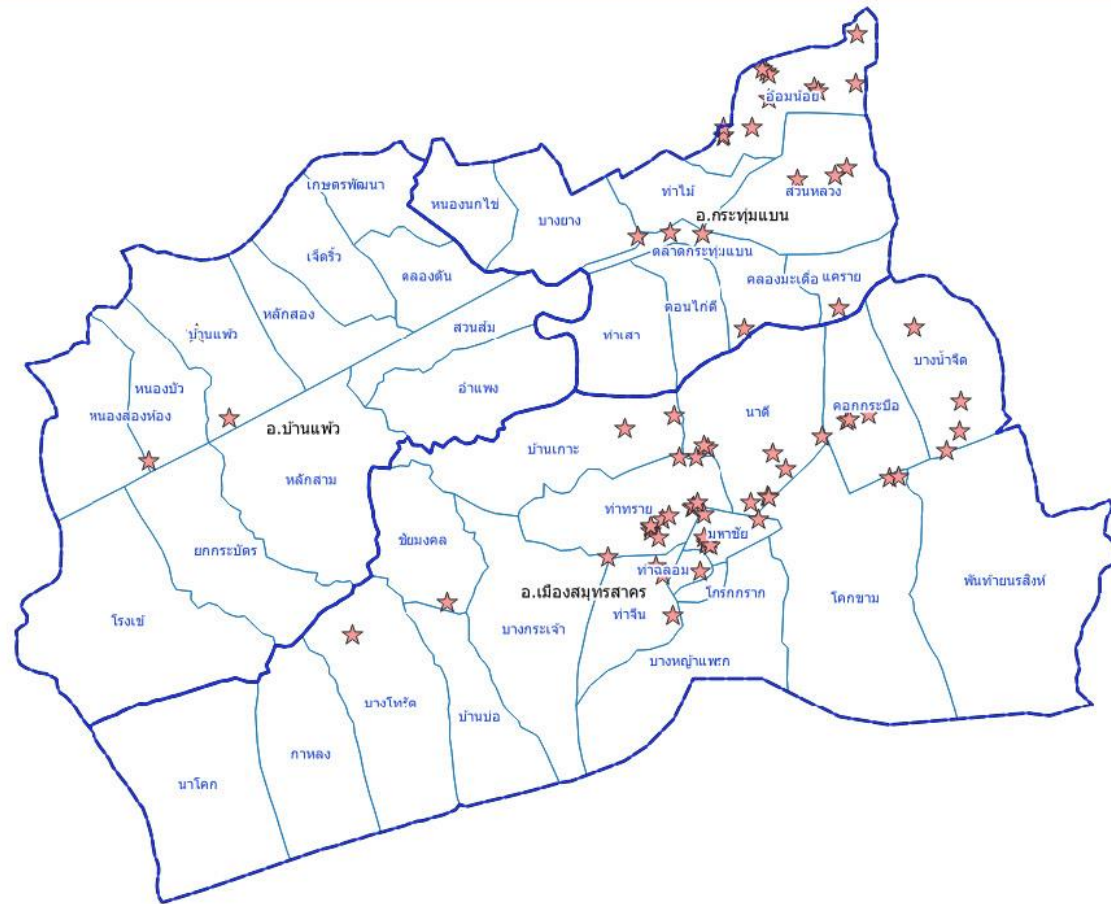 อ้อมน้อย
เกษตรพัฒนา
ท่าไม้
สวนหลวง
หนองนกไข่
บางยาง
อ.กระทุ่มแบน
เจ็ดริ้ว
ตลาดกระทุ่มแบน
คลองตัน
คลองมะเดื่อ
แคราย
หลักสอง
ดอนไก่ดี
บ้านแพ้ว
สวนส้ม
ท่าเสา
บางน้ำจืด
หนองบัว
อำแพง
นาดี
คอกกระบือ
หนองสองห้อง
อ.บ้านแพ้ว
บ้านเกาะ
หลักสาม
ท่าทราย
มหาชัย
ชัยมงคล
ยกกระบัตร
ท่าฉลอม
พันท้ายนรสิงห์
อ.เมืองสมุทรสาคร
โกรกกราก
โคกขาม
โรงเข้
บางกระเจ้า
ท่าจีน
บางหญ้าแพรก
บางโทรัด
บ้านบ่อ
กาหลง
นาโคก